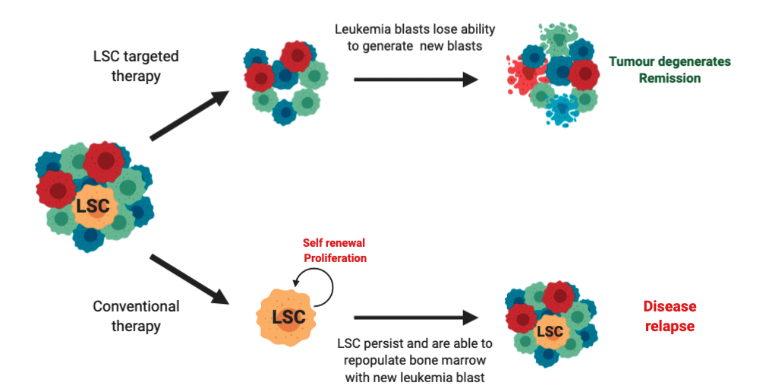 LSC targeted
therapy
Leukemia blasts lose ability
to generate new blasts
Tumour degenerates
Remission
LSC
Conventional
therapy
Self renewal
Proliferation
LSC
LSC persist and are able to
repopulate bone marrow
with new leukemia blast
LSC
Disease
relapse